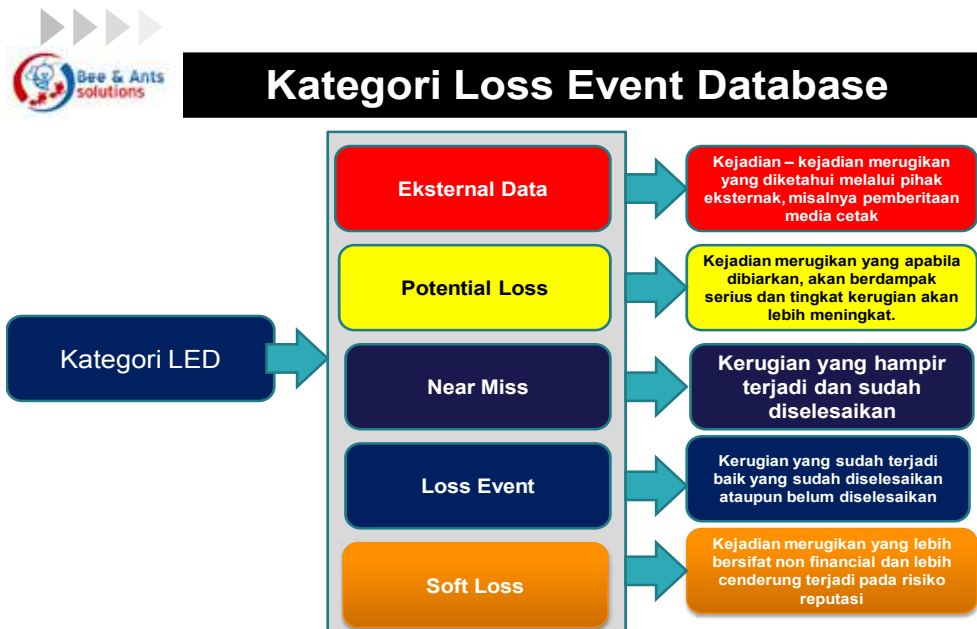 Bee & Ants
solutions
Kategori Loss Event Database
Kategori LED
Eksternal Data
Kejadian – kejadian merugikan
yang diketahui melalui pihak
eksternak, misalnya pemberitaan
media cetak
Potential Loss
Kejadian merugikan yang apabila
dibiarkan, akan berdampak
serius dan tingkat kerugian akan
lebih meningkat.
Near Miss
Kerugian yang hampir
terjadi dan sudah
diselesaikan
Loss Event
Kerugian yang sudah terjadi
baik yang sudah diselesaikan
ataupun belum diselesaikan
Soft Loss
Kejadian merugikan yang lebih
bersifat non financial dan lebih
cenderung terjadi pada risiko
reputasi